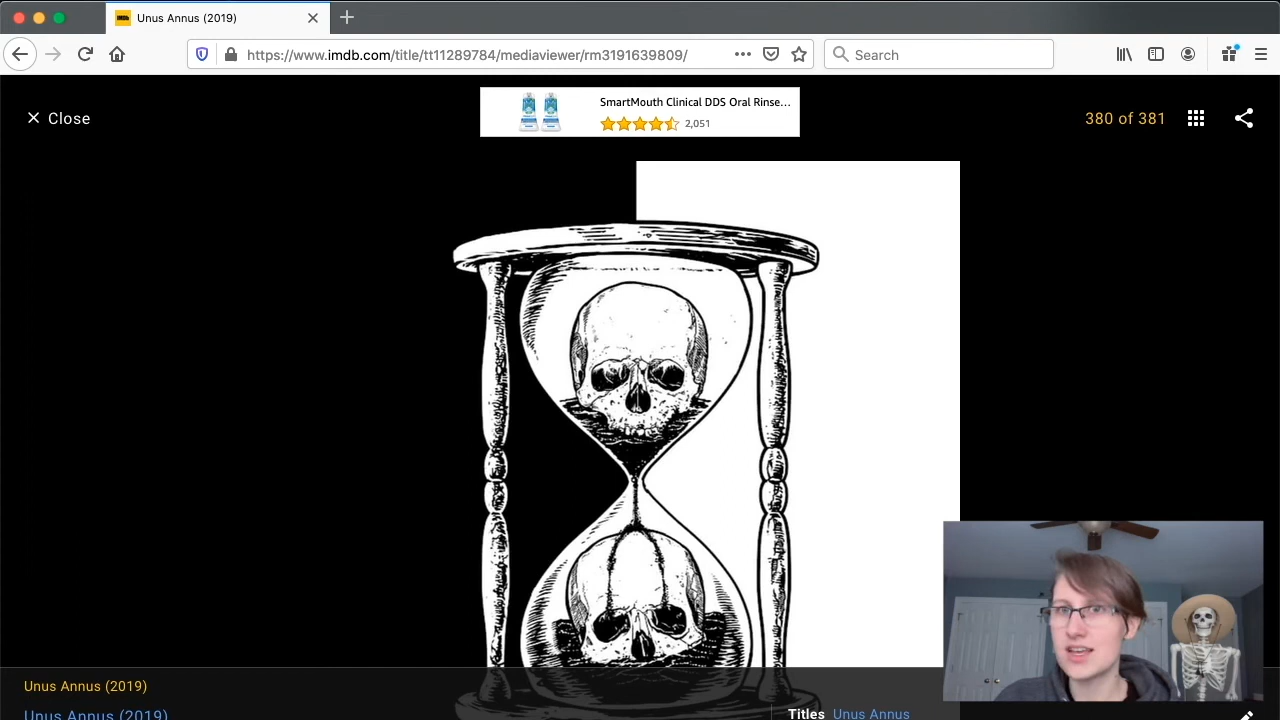 Unus Annus (2019)
https://www.imdb.com/title/tt11289784/mediaviewer/rm3191639809/
Search
Close
SmartMouth Clinical DDS Oral Rinse...
2,051
380 of 381
Unus Annus (2019)
Unus Annus (2019)
Titles Unus Annus